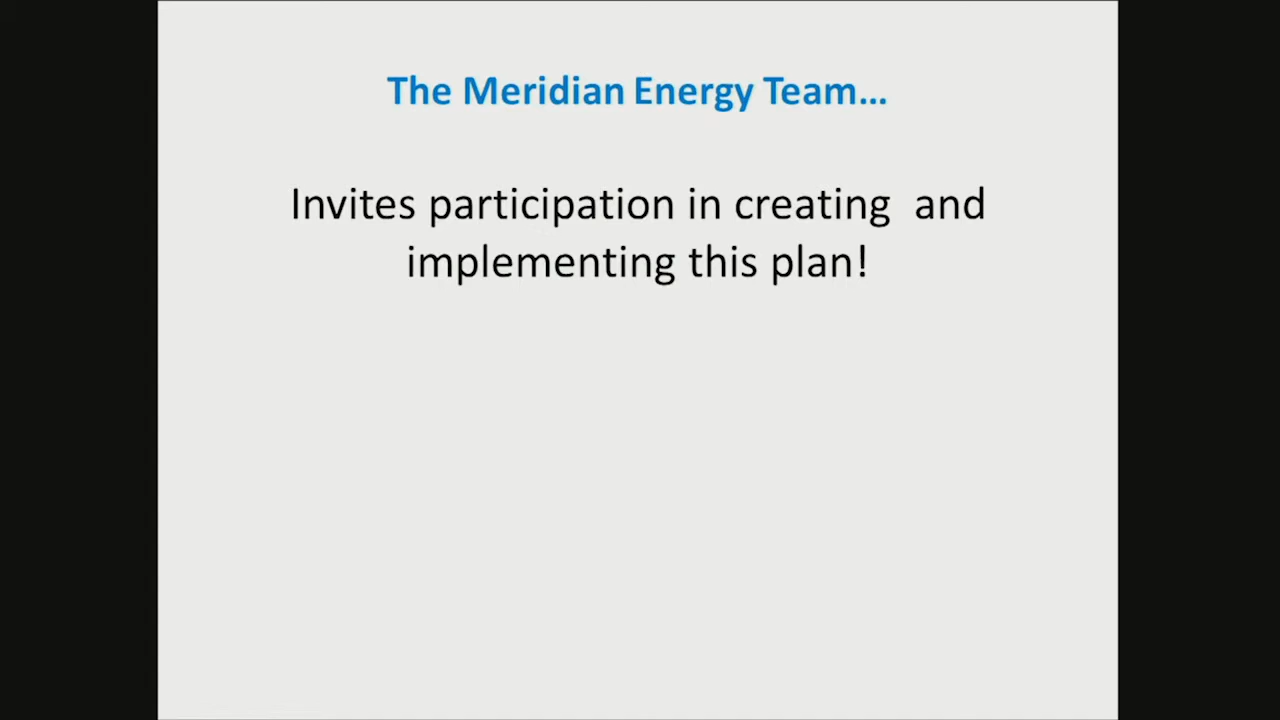 The Meridian Energy Team...
Invites participation in creating  and
implementing this plan!